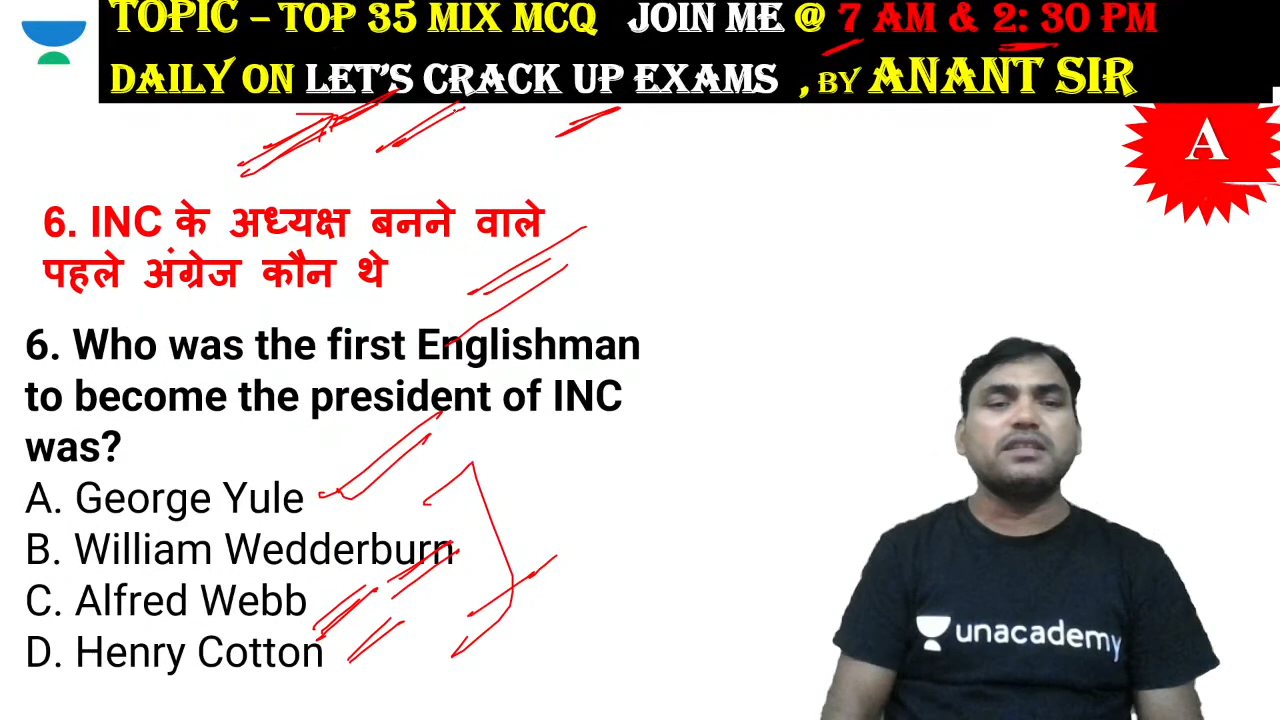 TOPIC – TOP 35 MIX MCQ JOIN ME @ 7 AM & 2: 30 PM
DAILY ON LET'S CRACK UP EXAMS , BY ANANT SIR
A
6. INC के अध्यक्ष बनने वाले
पहले अंग्रेज कौन थे
6. Who was the first Englishman
to become the president of INC
was?
A. George Yule
B. William Wedderburn
C. Alfred Webb
D. Henry Cotton
unacademy